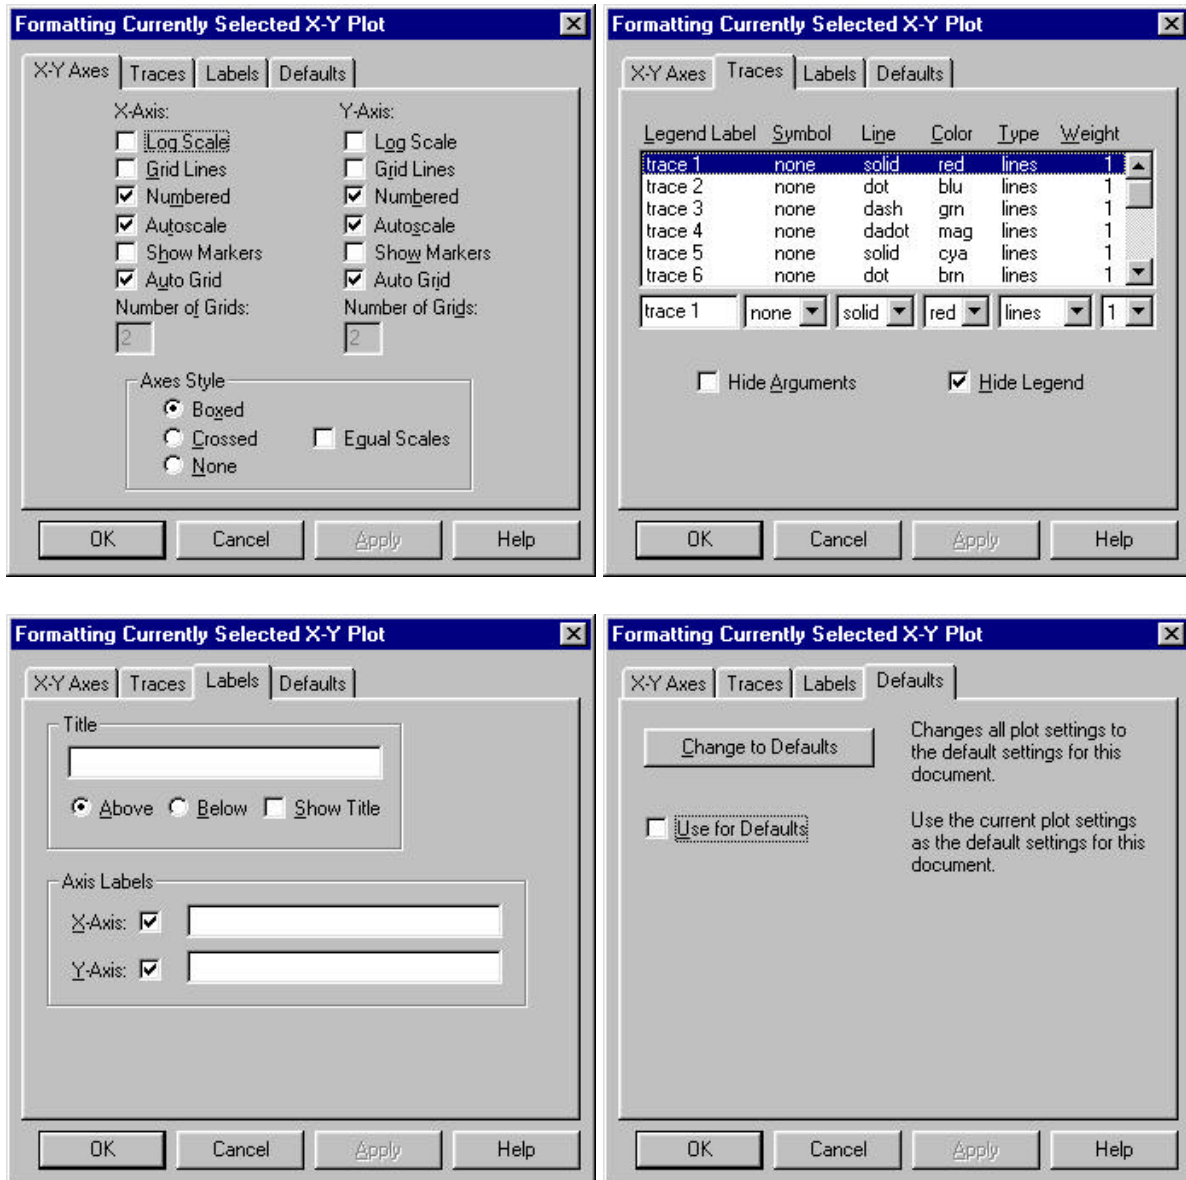 Formatting Currently Selected X-Y Plot
X-Y Axes Traces Labels Defaults
X-Axis: Y-Axis:
Log Scale Log Scale
Grid Lines Grid Lines
Numbered Numbered
Autoscale Autoscale
Show Markers Show Markers
Auto Grid Auto Grid
Number of Grids: Number of Grids:
2 2
Axes Style
Boxed
Crossed Equal Scales
None
OK Cancel Apply Help
Formatting Currently Selected X-Y Plot
X-Y Axes Traces Labels Defaults
Legend Label Symbol Line Color Type Weight
trace 1 none solid red lines 1
trace 2 none dot blu lines 1
trace 3 none dash grn lines 1
trace 4 none dadot mag lines 1
trace 5 none solid cya lines 1
trace 6 none dot brn lines 1
trace 1 none solid red lines 1
Hide Arguments Hide Legend
OK Cancel Apply Help
Formatting Currently Selected X-Y Plot
X-Y Axes Traces Labels Defaults
Title
Above Below Show Title
Axis Labels
X-Axis:
Y-Axis:
OK Cancel Apply Help
Formatting Currently Selected X-Y Plot
X-Y Axes Traces Labels Defaults
Change to Defaults
Changes all plot settings to
the default settings for this
document.
Use for Defaults
Use the current plot settings
as the default settings for this
document.
OK Cancel Apply Help